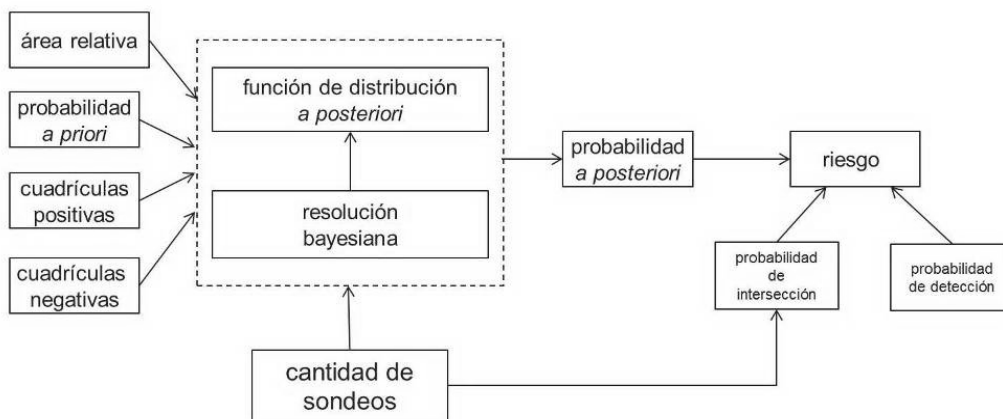 área relativa
probabilidad
a priori
cuadrículas
positivas
cuadrículas
negativas
función de distribución
a posteriori
resolución
bayesiana
cantidad de
sondeos
probabilidad
a posteriori
riesgo
probabilidad
de
intersección
probabilidad
de detección